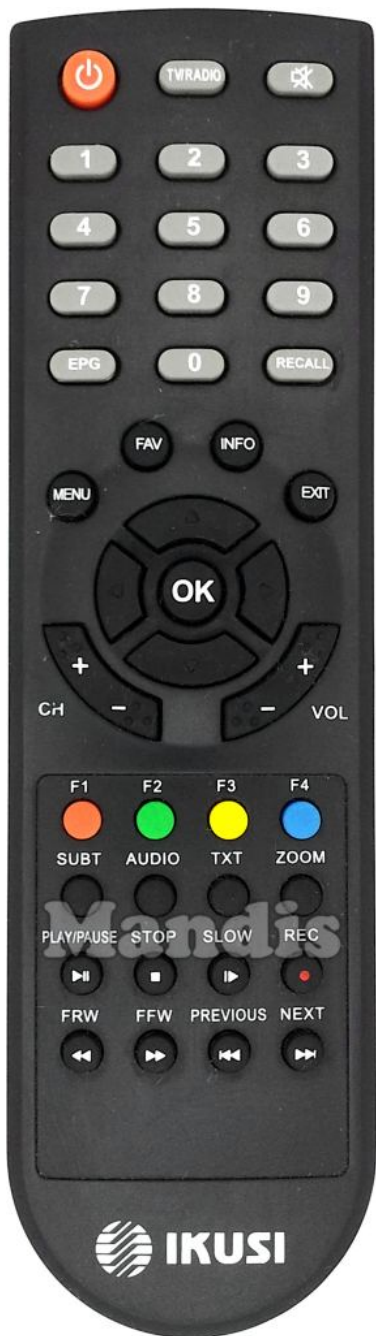 TV/RADIO
1 2 3
4 5 6
7 8 9
EPG 0 RECALL
FAV INFO
MENU EXIT
OK
+ +
CH - - VOL
F1 F2 F3 F4
SUBT AUDIO TXT ZOOM
Mandis
PLAY/PAUSE STOP SLOW REC
FRW FFW PREVIOUS NEXT
IKUSI